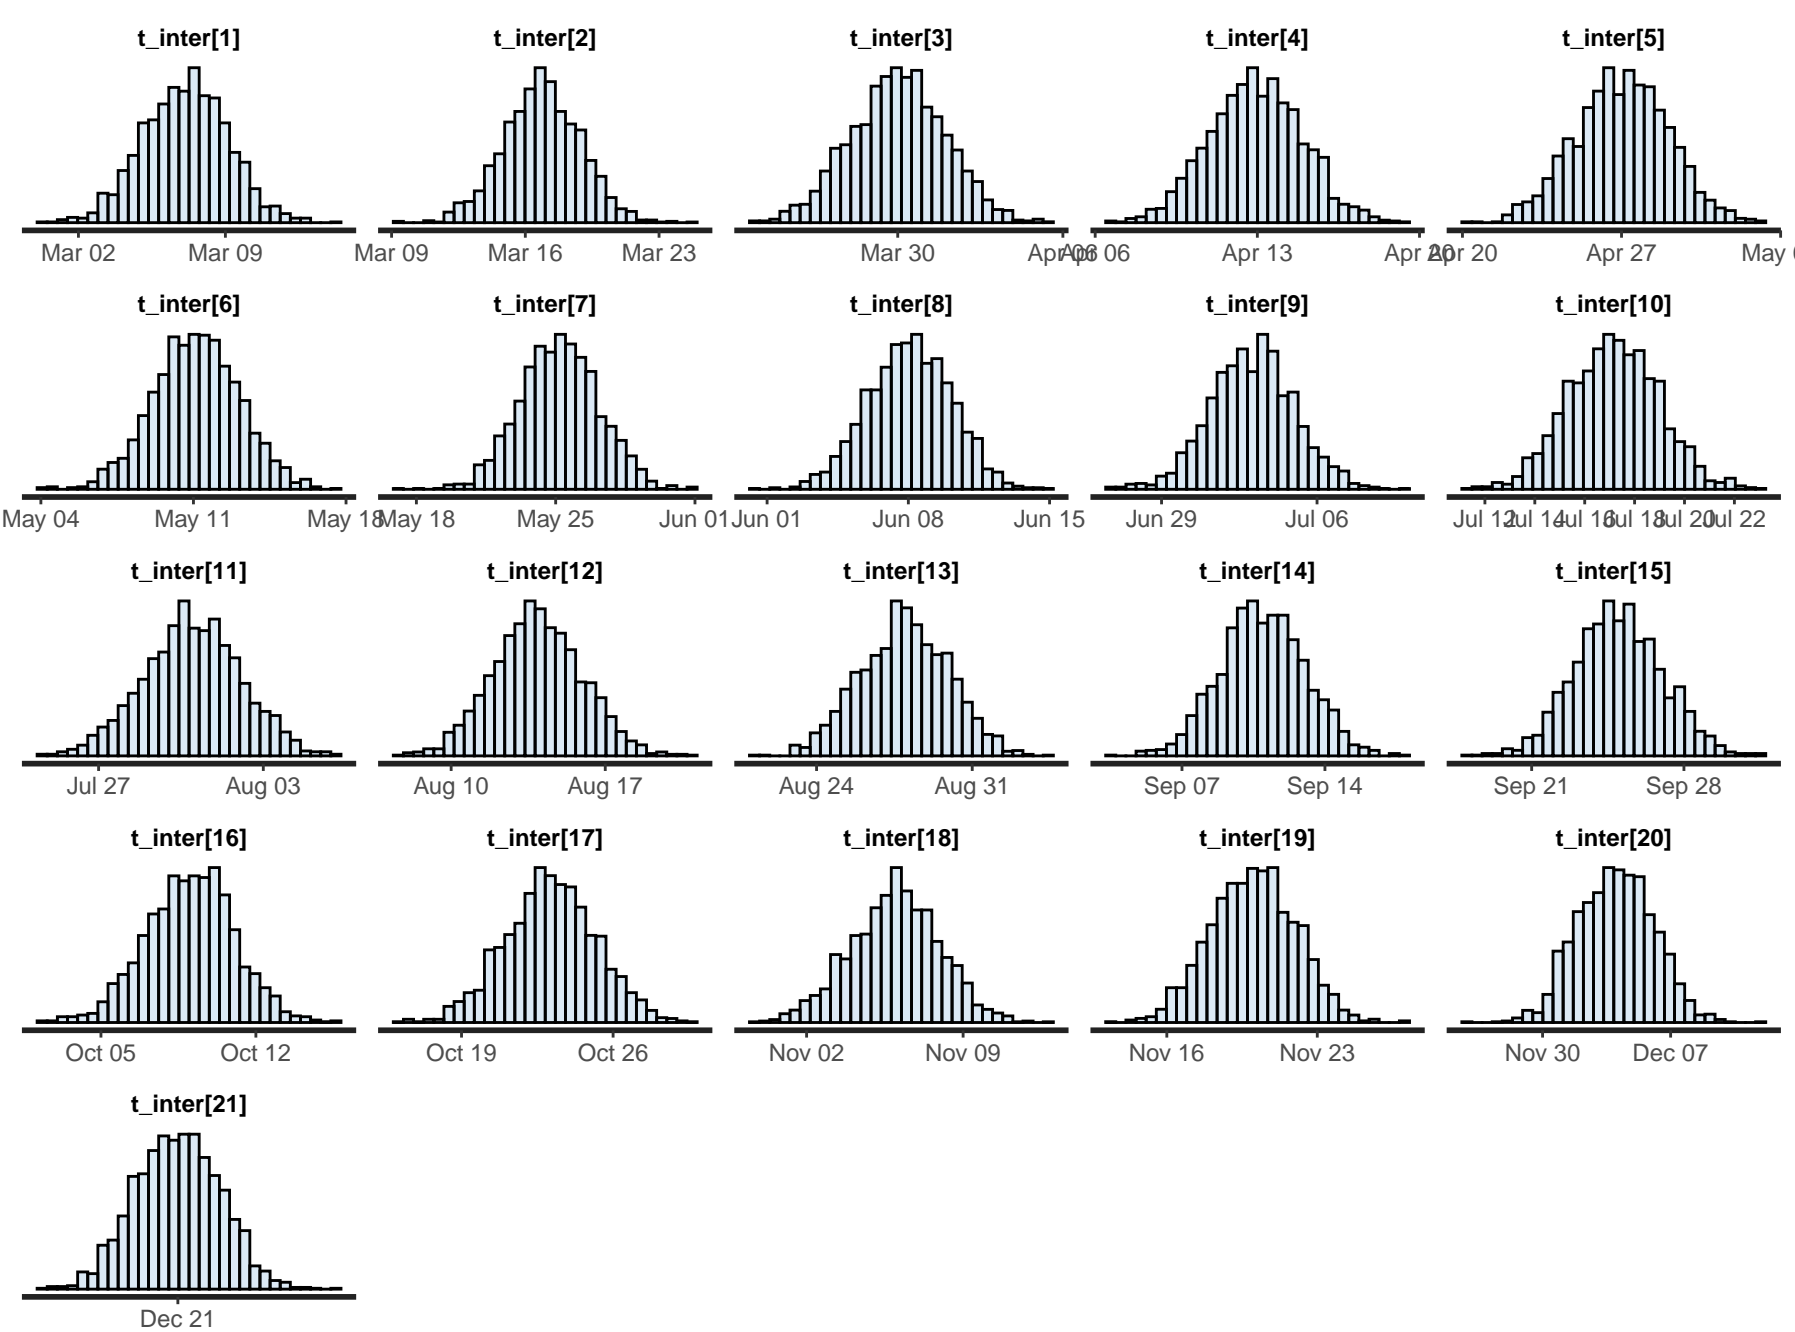 t_inter[1] t_inter[2] t_inter[3] t_inter[4] t_inter[5]
Mar 02 Mar 09 Mar 09 Mar 16 Mar 23 Mar 30 Apr 06 Apr 06 Apr 13 Apr 20 Apr 20 Apr 27 May
t_inter[6] t_inter[7] t_inter[8] t_inter[9] t_inter[10]
May 04 May 11 May 18 May 18 May 25 Jun 01 Jun 01 Jun 08 Jun 15 Jun 29 Jul 06 Jul 12 Jul 14 Jul 16 Jul 18 Jul 20 Jul 22
t_inter[11] t_inter[12] t_inter[13] t_inter[14] t_inter[15]
Jul 27 Aug 03 Aug 10 Aug 17 Aug 24 Aug 31 Sep 07 Sep 14 Sep 21 Sep 28
t_inter[16] t_inter[17] t_inter[18] t_inter[19] t_inter[20]
Oct 05 Oct 12 Oct 19 Oct 26 Nov 02 Nov 09 Nov 16 Nov 23 Nov 30 Dec 07
t_inter[21]
Dec 21